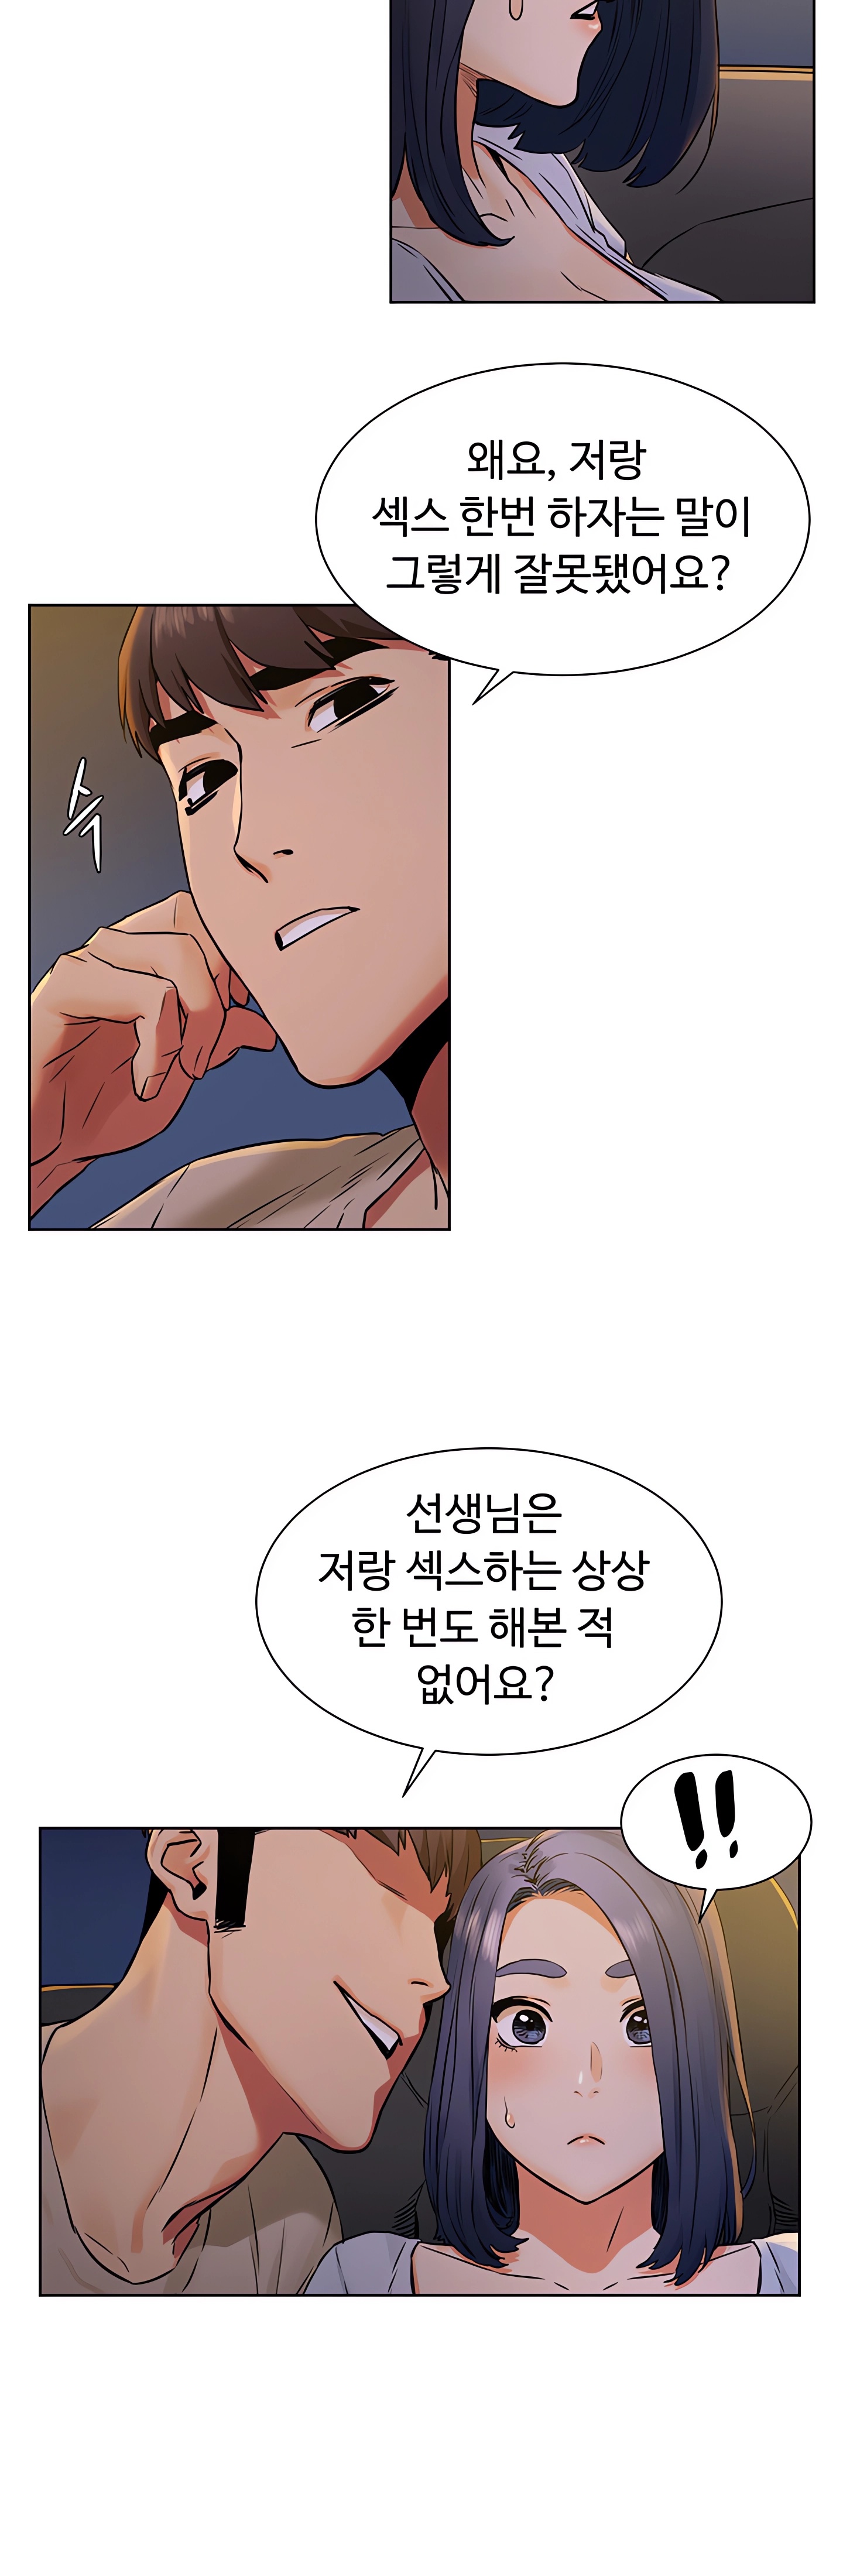 왜요, 저랑
섹스 한번 하자는 말이
그렇게 잘못됐어요?
슥
선생님은
저랑 섹스하는 상상
한 번도 해본 적
없어요?
!!